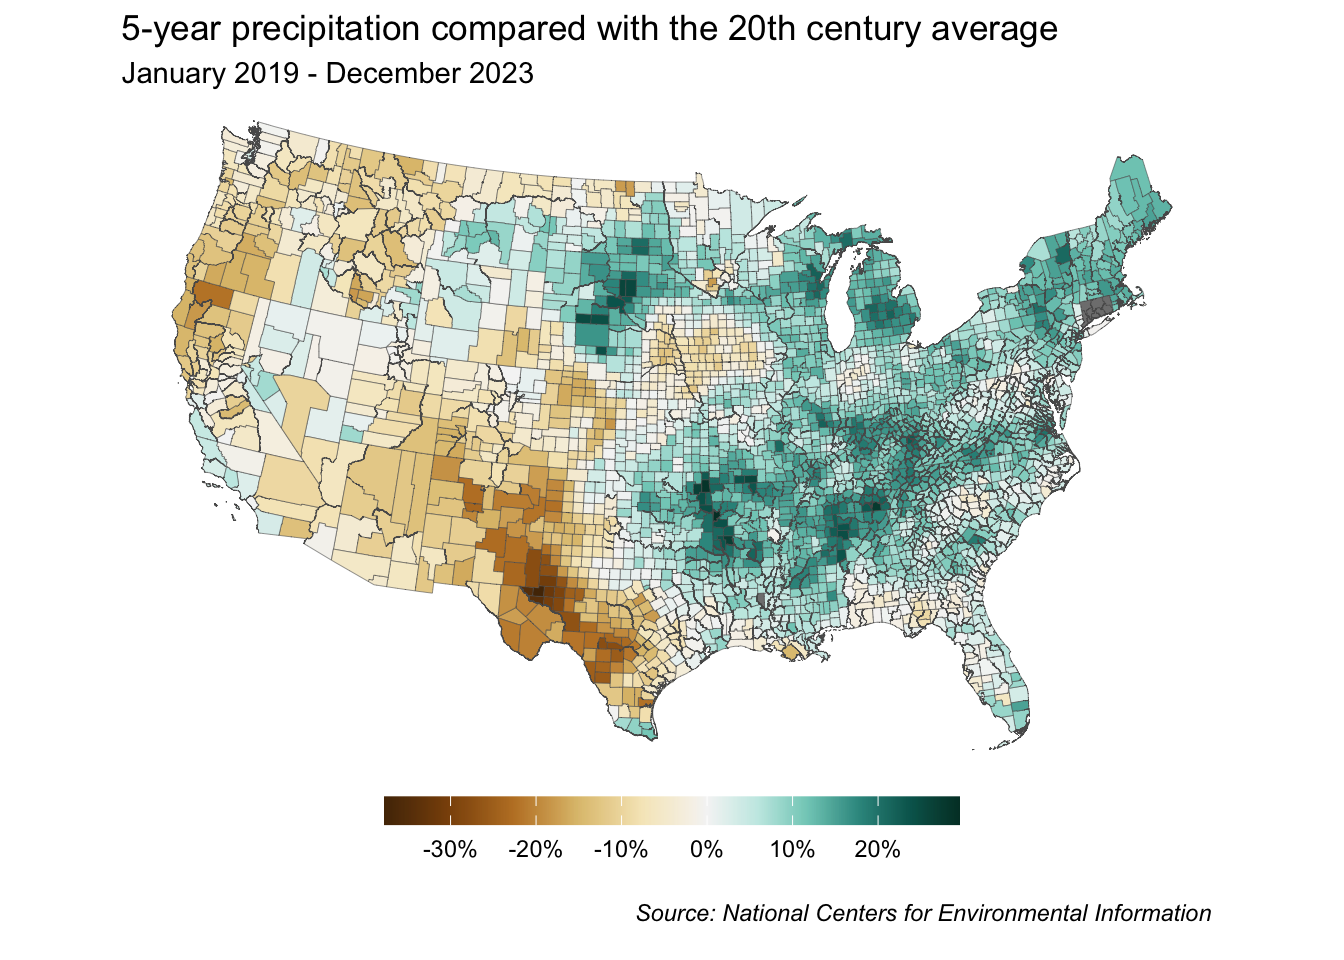 5-year precipitation compared with the 20th century average
January 2019 - December 2023
-30% -20% -10% 0% 10% 20%
Source: National Centers for Environmental Information